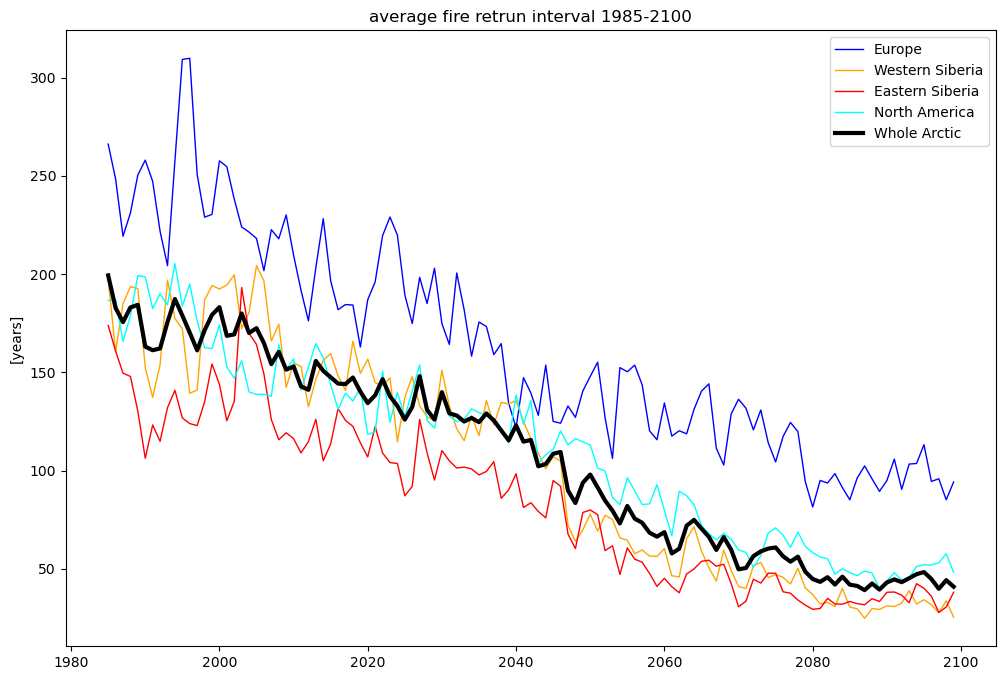 average fire retrun interval 1985-2100
Europe
Western Siberia
Eastern Siberia
North America
Whole Arctic
[years]
300
250
200
150
100
50
1980
2000
2020
2040
2060
2080
2100